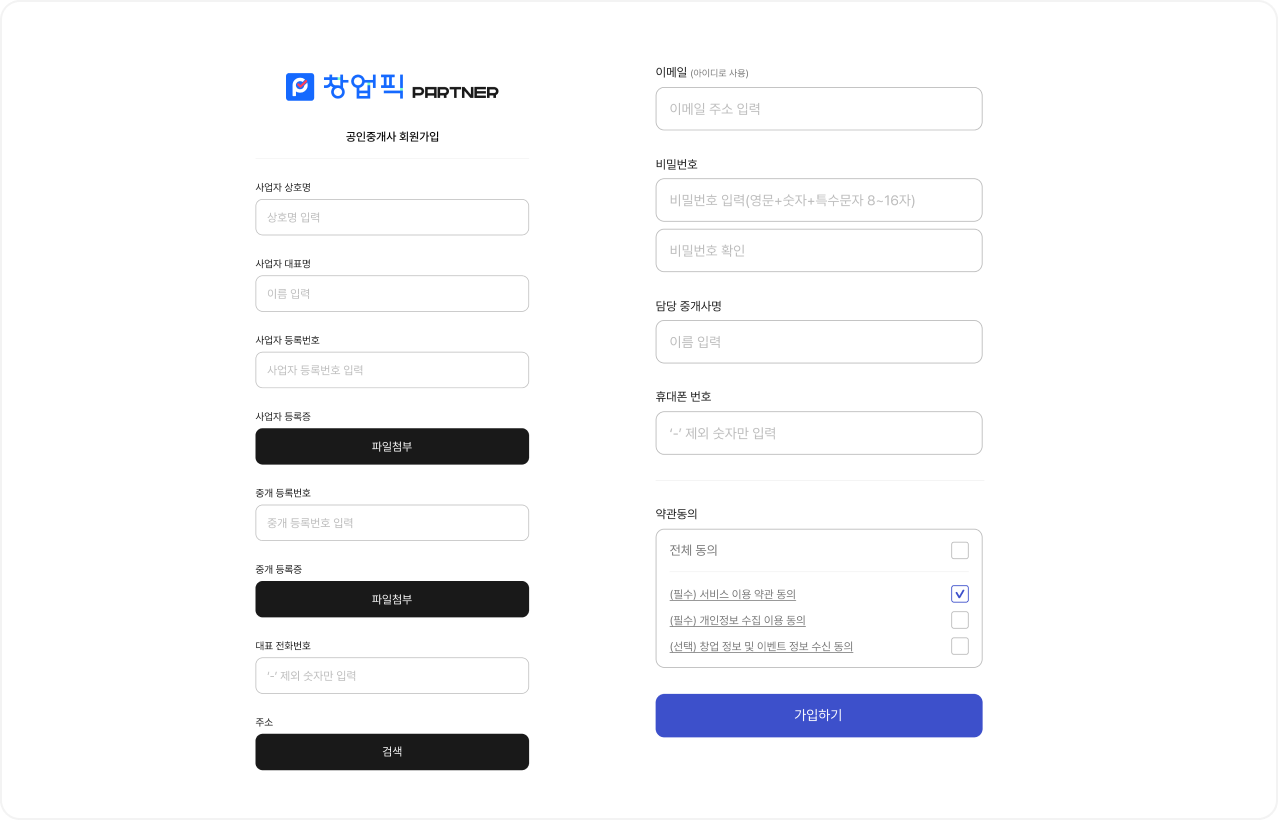 창업픽 PARTNER
공인중개사 회원가입
사업자 상호명
상호명 입력
사업자 대표명
이름 입력
사업자 등록번호
사업자 등록번호 입력
사업자 등록증
파일첨부
중개 등록번호
중개 등록번호 입력
중개 등록증
파일첨부
대표 전화번호
‘-’ 제외 숫자만 입력
주소
검색
이메일 (아이디로 사용)
이메일 주소 입력
비밀번호
비밀번호 입력(영문+숫자+특수문자 8~16자)
비밀번호 확인
담당 중개사명
이름 입력
휴대폰 번호
‘-’ 제외 숫자만 입력
약관동의
전체 동의
(필수) 서비스 이용 약관 동의
(필수) 개인정보 수집 이용 동의
(선택) 창업 정보 및 이벤트 정보 수신 동의
가입하기